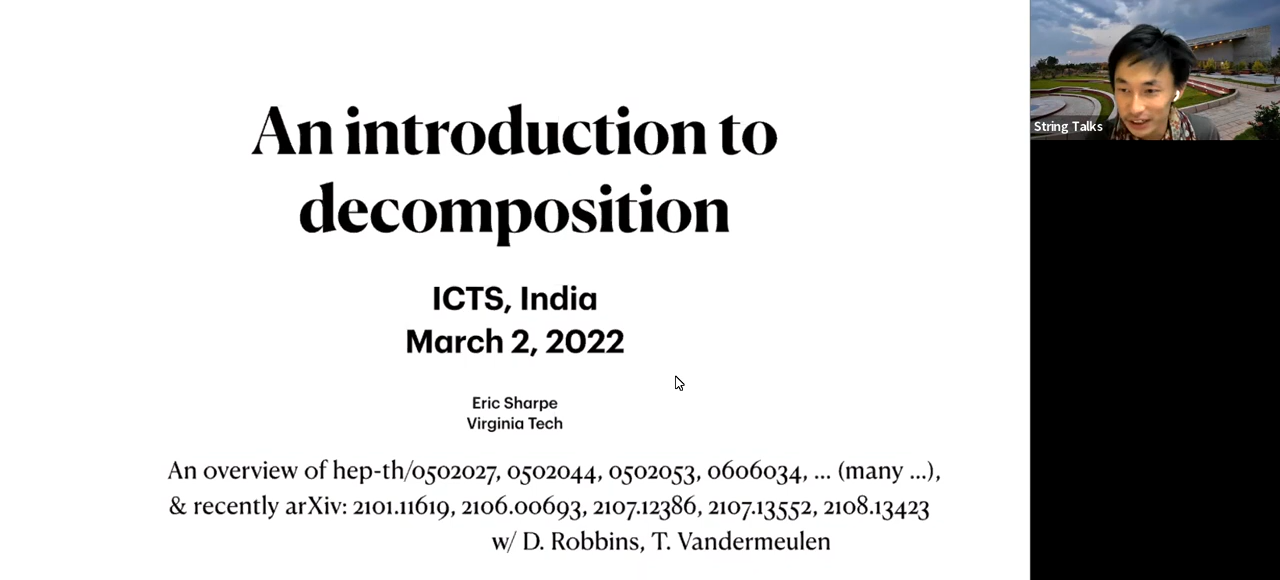 An introduction to
decomposition
ICTS, India
March 2, 2022
Eric Sharpe
Virginia Tech
An overview of hep-th/0502027, 0502044, 0502053, 0606034, ... (many ...),
& recently arXiv: 2101.11619, 2106.00693, 2107.12386, 2107.13552, 2108.13423
w/ D. Robbins, T. Vandermeulen
String Talks